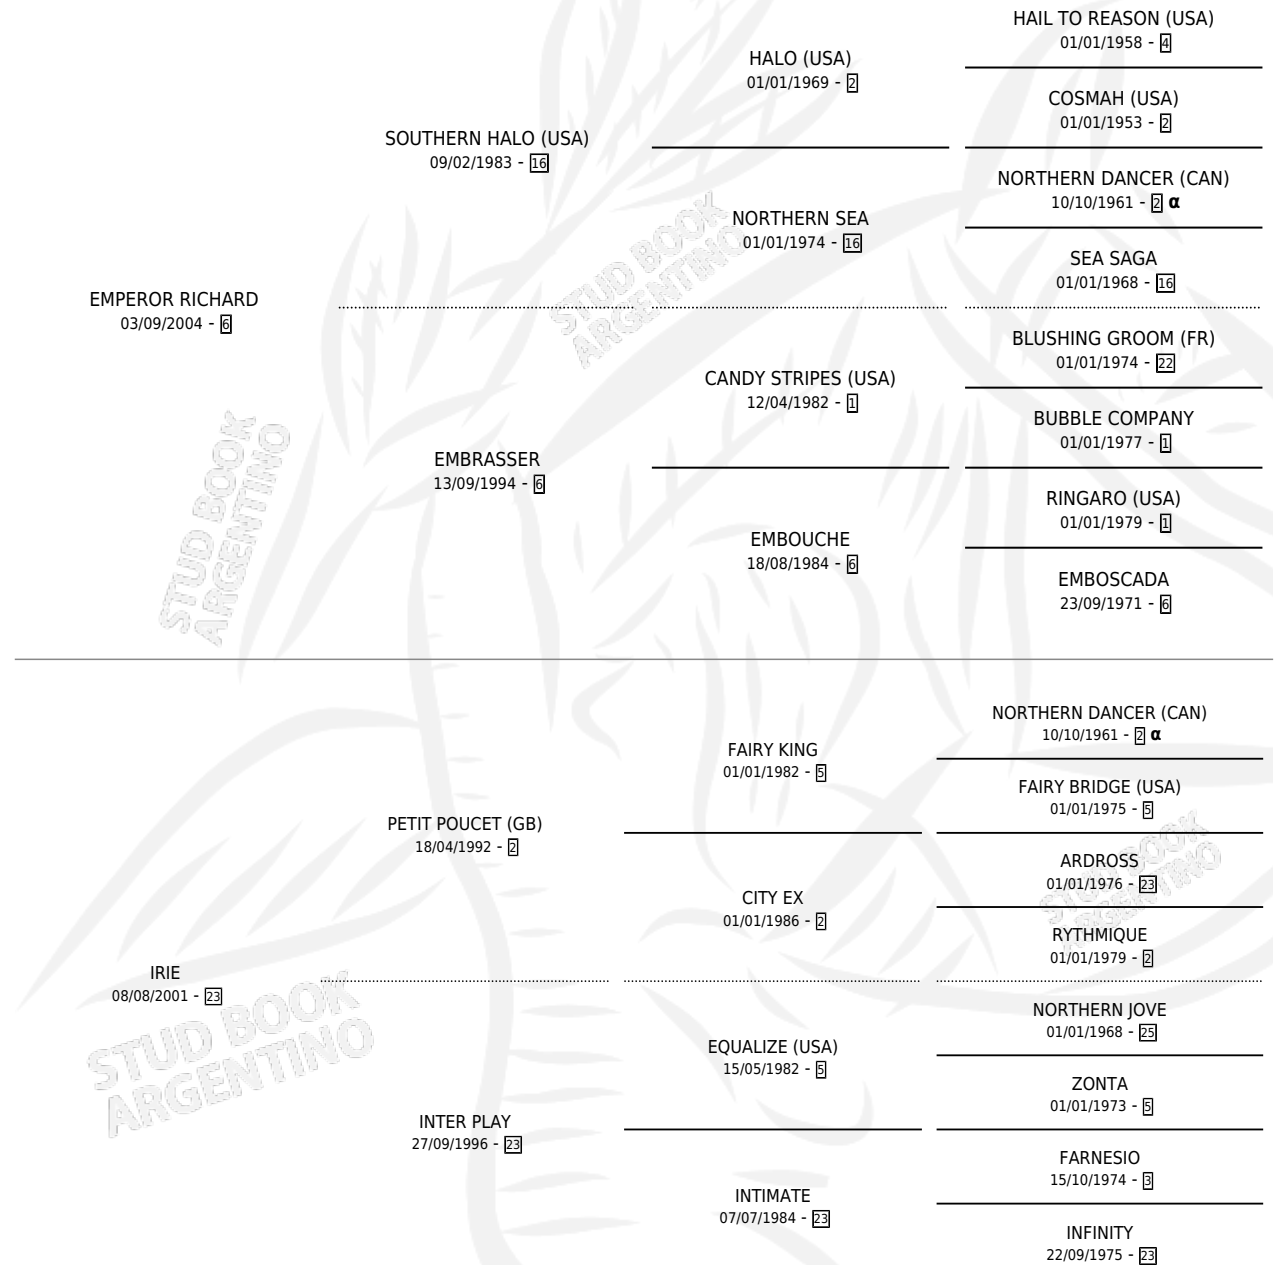 HAIL TO REASON (USA)
01/01/1958 - 4
HALO (USA)
01/01/1969 - 2
COSMAH (USA)
01/01/1953 - 2
SOUTHERN HALO (USA)
09/02/1983 - 16
NORTHERN DANCER (CAN)
10/10/1961 - 2 α
NORTHERN SEA
01/01/1974 - 16
SEA SAGA
01/01/1968 - 16
STUD BOOK
ARGENTINO
EMPEROR RICHARD
03/09/2004 - 6
BLUSHING GROOM (FR)
01/01/1974 - 22
CANDY STRIPES (USA)
12/04/1982 - 1
BUBBLE COMPANY
01/01/1977 - 1
EMBRASSER
13/09/1994 - 6
STUD BOOK
ARGENTINO
RINGARO (USA)
01/01/1979 - 1
EMBOUCHE
18/08/1984 - 6
EMBOSCADA
23/09/1971 - 6
NORTHERN DANCER (CAN)
10/10/1961 - 2 α
FAIRY KING
01/01/1982 - 5
FAIRY BRIDGE (USA)
01/01/1975 - 5
PETIT POUCET (GB)
18/04/1992 - 2
ARDROSS
01/01/1976 - 23
STUD BOOK
ARGENTINO
CITY EX
01/01/1986 - 2
RYTHMIQUE
01/01/1979 - 2
IRIE
08/08/2001 - 23
STUD BOOK
ARGENTINO
NORTHERN JOVE
01/01/1968 - 25
EQUALIZE (USA)
15/05/1982 - 5
ZONTA
01/01/1973 - 5
INTER PLAY
27/09/1996 - 23
FARNESIO
15/10/1974 - 3
INTIMATE
07/07/1984 - 23
INFINITY
22/09/1975 - 23